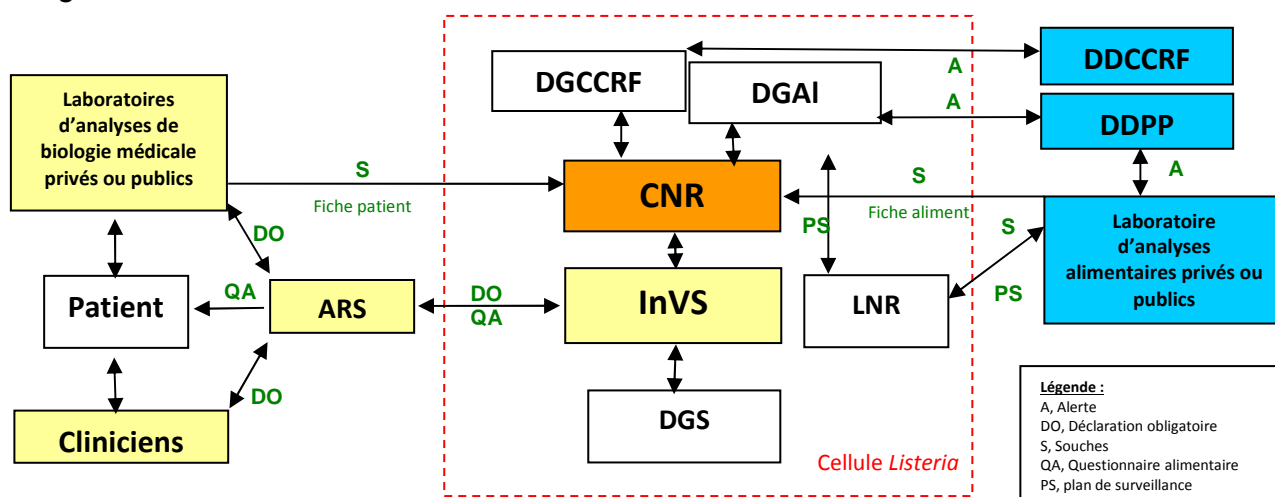 DGCCRF
DGAl
A
A
DDCCRF
DDPP
A
Laboratoires
d'analyses de
biologie médicale
privés ou publics
S
Fiche patient
CNR
S
Fiche aliment
PS
S
PS
Laboratoire
d'analyses
alimentaires privés ou
publics
DO
Patient
QA
ARS
DO
QA
InVS
LNR
DO
Cliniciens
DGS
Cellule Listeria
Légende :
A, Alerte
DO, Déclaration obligatoire
S, Souches
QA, Questionnaire alimentaire
PS, plan de surveillance